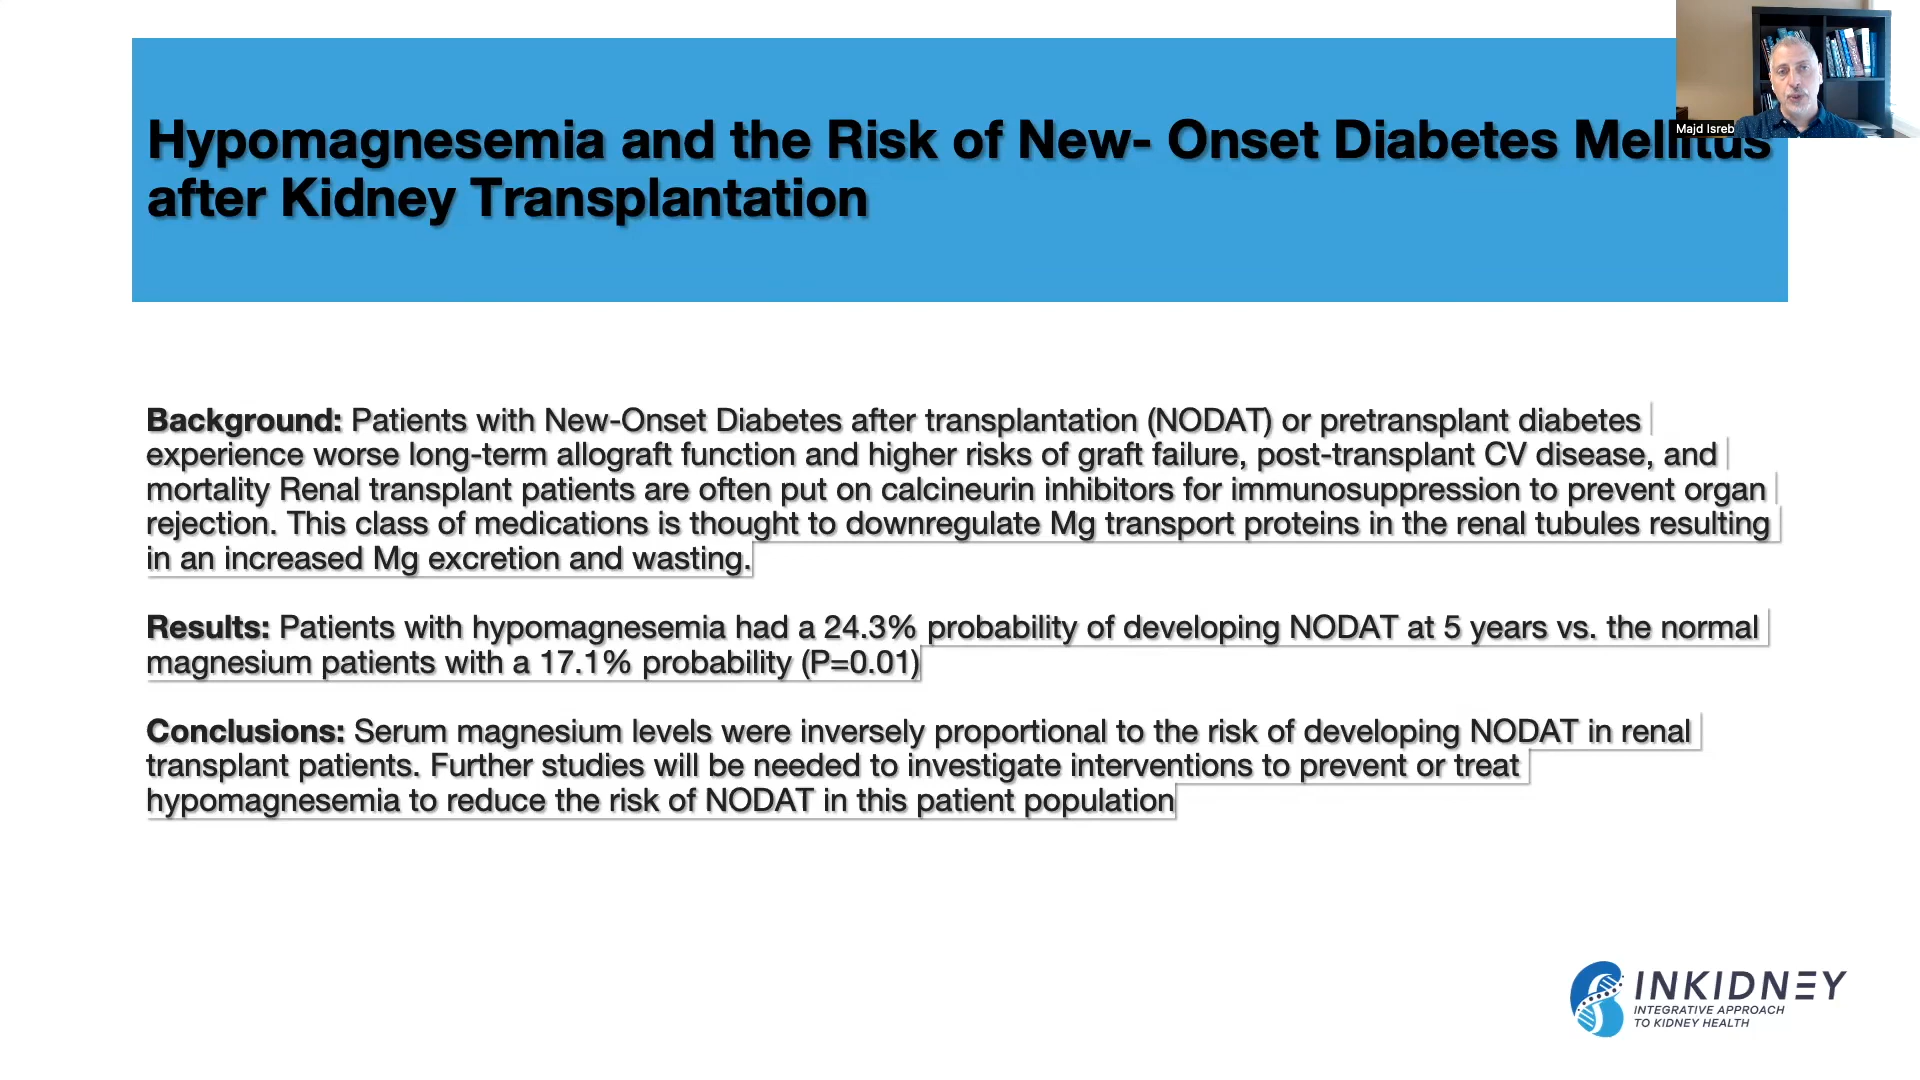 Majd Isreb
Hypomagnesemia and the Risk of New- Onset Diabetes Mellitus
after Kidney Transplantation
Background: Patients with New-Onset Diabetes after transplantation (NODAT) or pretransplant diabetes
experience worse long-term allograft function and higher risks of graft failure, post-transplant CV disease, and
mortality Renal transplant patients are often put on calcineurin inhibitors for immunosuppression to prevent organ
rejection. This class of medications is thought to downregulate Mg transport proteins in the renal tubules resulting
in an increased Mg excretion and wasting.
Results: Patients with hypomagnesemia had a 24.3% probability of developing NODAT at 5 years vs. the normal
magnesium patients with a 17.1% probability (P=0.01)
Conclusions: Serum magnesium levels were inversely proportional to the risk of developing NODAT in renal
transplant patients. Further studies will be needed to investigate interventions to prevent or treat
hypomagnesemia to reduce the risk of NODAT in this patient population
INKIDNEY
INTEGRATIVE APPROACH
TO KIDNEY HEALTH